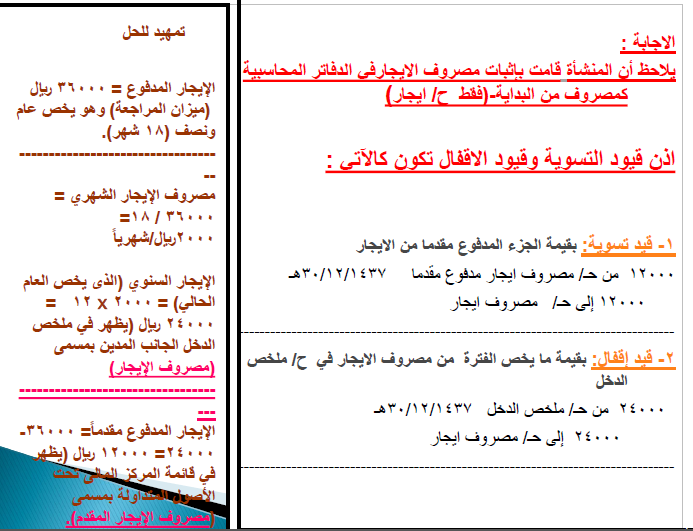 الاجابة :
يلاحظ أن المنشأة قامت بإثبات مصروف الايجارفي الدفاتر المحاسبية
كمصروف من البداية-(فقط ح/ ايجار)
اذن قيود التسوية وقيود الاقفال تكون كالآتي :
١- قيد تسوية: بقيمة الجزء المدفوع مقدما من الايجار
١٢٠٠٠ من حـ/ مصروف ايجار مدفوع مقدما ٣٠/١٢/١٤٣٧هـ
١٢٠٠٠ إلى حـ/ مصروف ايجار
--------------------------------
٢- قيد إقفال: بقيمة ما يخص الفترة من مصروف الايجار في ح/ ملخص
الدخل
٢٤٠٠٠ من حـ/ ملخص الدخل ٣٠/١٢/١٤٣٧هـ
٢٤٠٠٠ إلى حـ/ مصروف ايجار
--------------------------------
تمهيد للحل
الإيجار المدفوع = ٣٦٠٠٠ ريال
(ميزان المراجعة) وهو يخص عام
ونصف (١٨ شهر).
--------------------------------
--
مصروف الإيجار الشهري =
٣٦٠٠٠ / ١٨=
٢٠٠٠ريال/شهرياً
الإيجار السنوي (الذى يخص العام
الحالي) = ٢٠٠٠ x ١٢ =
٢٤٠٠٠ ريال (يظهر في ملخص
الدخل الجانب المدين بمسمى
(مصروف الإيجار)
--------------------------------
---
الإيجار المدفوع مقدماً= ٣٦٠٠٠-
٢٤٠٠٠= ١٢٠٠٠ ريال (يظهر
في قائمة المركز المالى تحت
الأصول المتداولة بمسمى
(مصروف الإيجار المقدم).